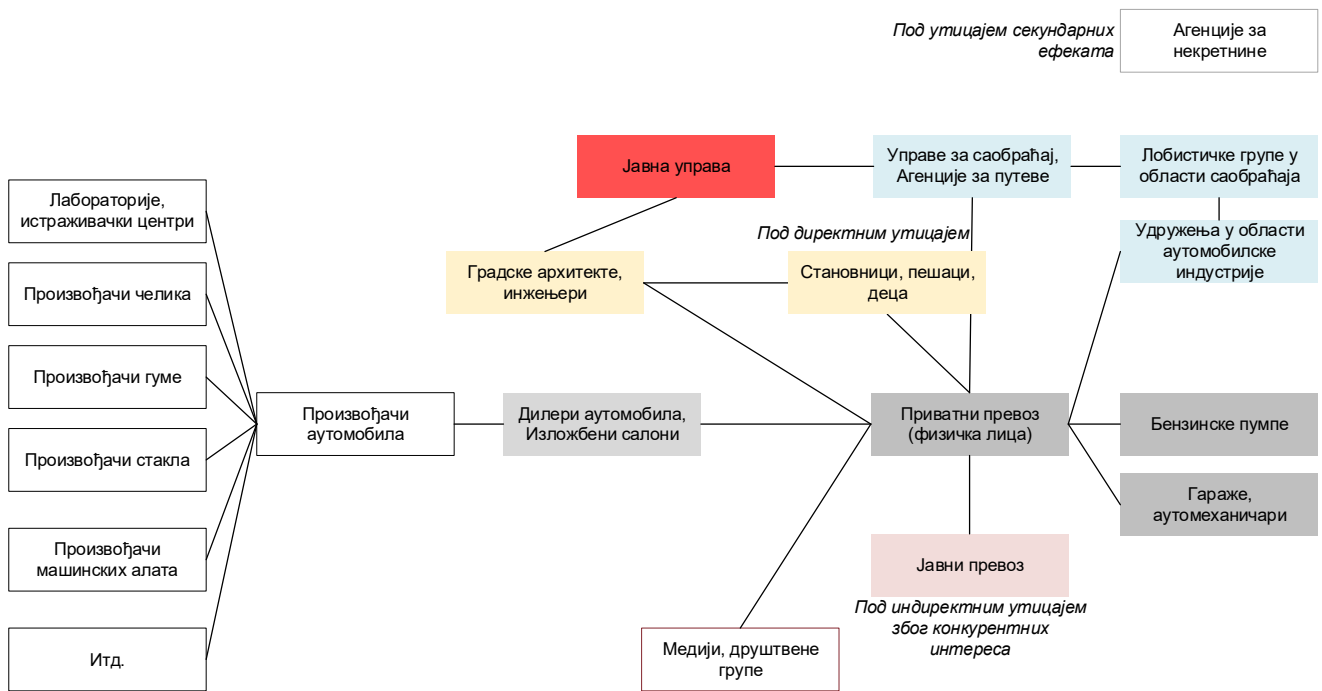 Под утицајем секундарних
ефеката
Агенције за
некретнине
Јавна управа
Управе за саобраћај,
Агенције за путеве
Лобистичке групе у
области саобраћаја
Лабораторије,
истраживачки центри
Под директним утицајем
Удружења у области
аутомобилске
индустрије
Градске архитекте,
инжењери
Становници, пешаци,
деца
Произвођачи челика
Произвођачи гуме
Произвођачи
аутомобила
Дилери аутомобила,
Изложбени салони
Приватни превоз
(физичка лица)
Бензинске пумпе
Произвођачи стакла
Гараже,
аутомеханичари
Произвођачи
машинских алата
Јавни превоз
Под индиректним утицајем
због конкурентних
интереса
Итд.
Медији, друштвене
групе